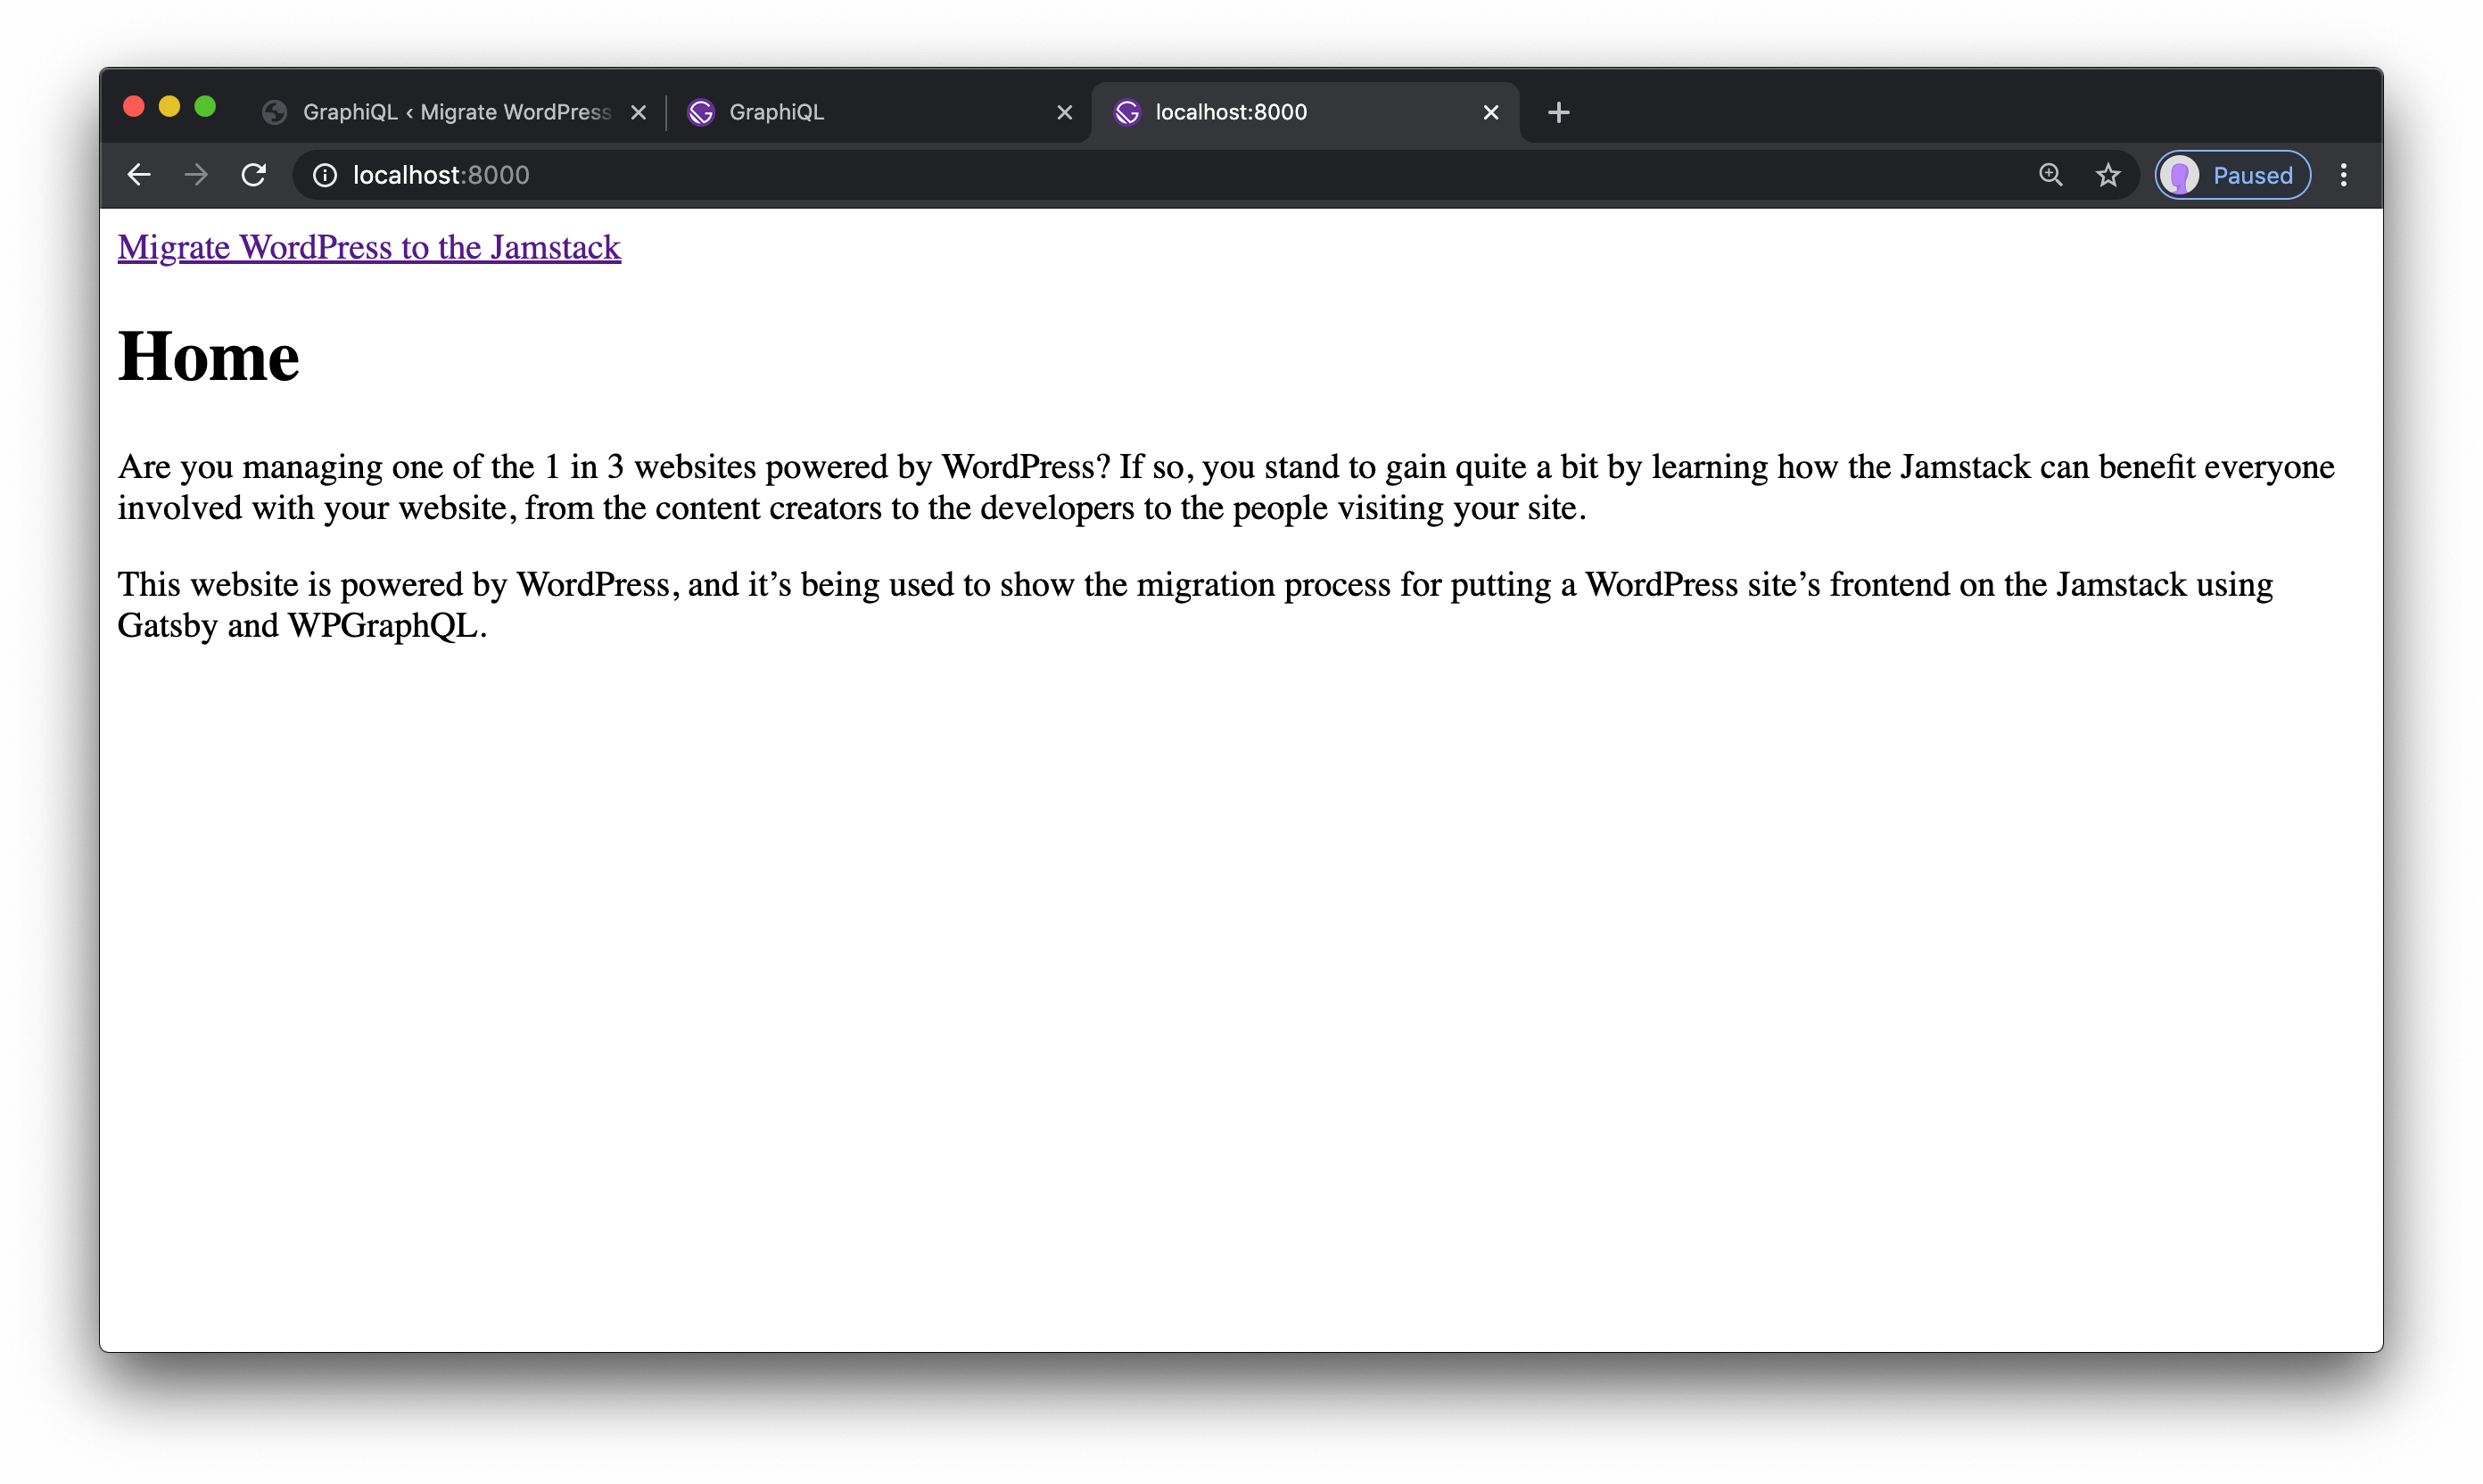 GraphiQL ‹ Migrate WordPress
GraphiQL
localhost:8000
localhost:8000
Paused
Migrate WordPress to the Jamstack
Home
Are you managing one of the 1 in 3 websites powered by WordPress? If so, you stand to gain quite a bit by learning how the Jamstack can benefit everyone
involved with your website, from the content creators to the developers to the people visiting your site.
This website is powered by WordPress, and it’s being used to show the migration process for putting a WordPress site’s frontend on the Jamstack using
Gatsby and WPGraphQL.